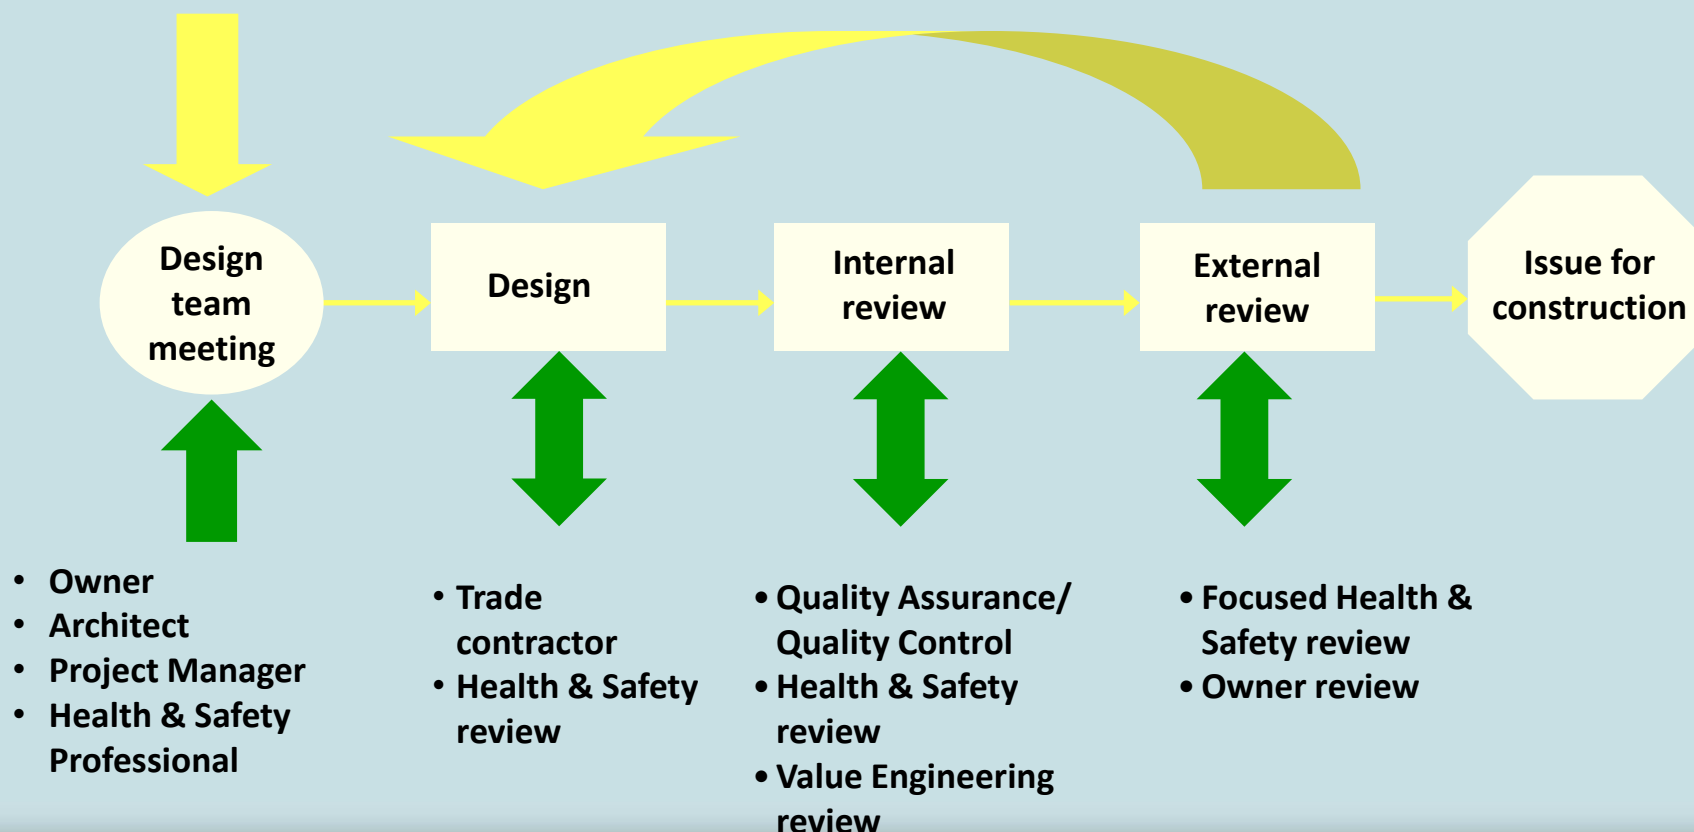 Design
team
meeting
Design
Internal
review
External
review
Issue for
construction
• Owner
• Architect
• Project Manager
• Health & Safety
Professional
• Trade
contractor
• Health & Safety
review
• Quality Assurance/
Quality Control
• Health & Safety
review
• Value Engineering
review
• Focused Health &
Safety review
• Owner review